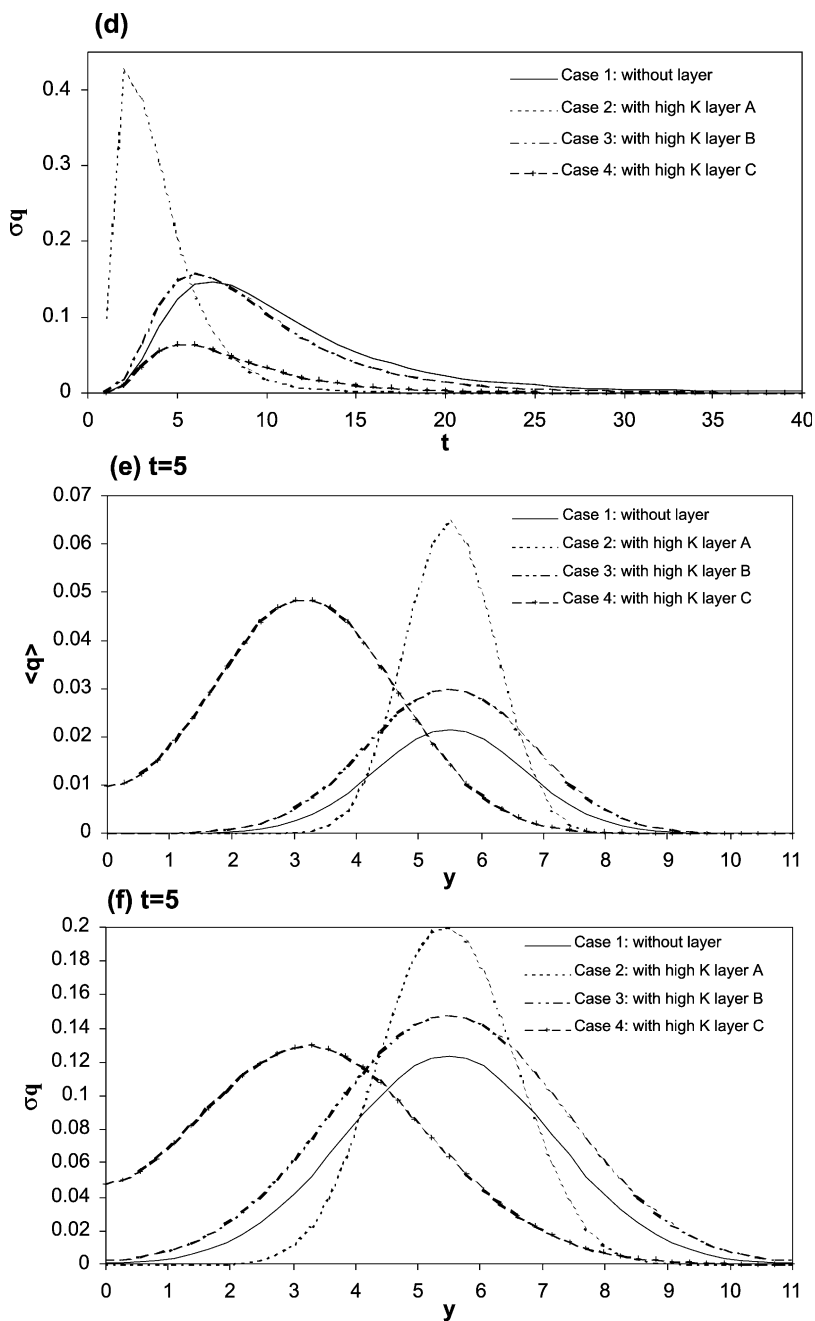 (d)
0.4
0.3
0.2
0.1
0
σq
Case 1: without layer
Case 2: with high K layer A
Case 3: with high K layer B
Case 4: with high K layer C
0 5 10 15 20 25 30 35 40
t
(e) t=5
0.07
0.06
0.05
0.04
0.03
0.02
0.01
0
<q>
Case 1: without layer
Case 2: with high K layer A
Case 3: with high K layer B
Case 4: with high K layer C
0 1 2 3 4 5 6 7 8 9 10 11
y
(f) t=5
0.2
0.18
0.16
0.14
0.12
0.1
0.08
0.06
0.04
0.02
0
σq
Case 1: without layer
Case 2: with high K layer A
Case 3: with high K layer B
Case 4: with high K layer C
0 1 2 3 4 5 6 7 8 9 10 11
y